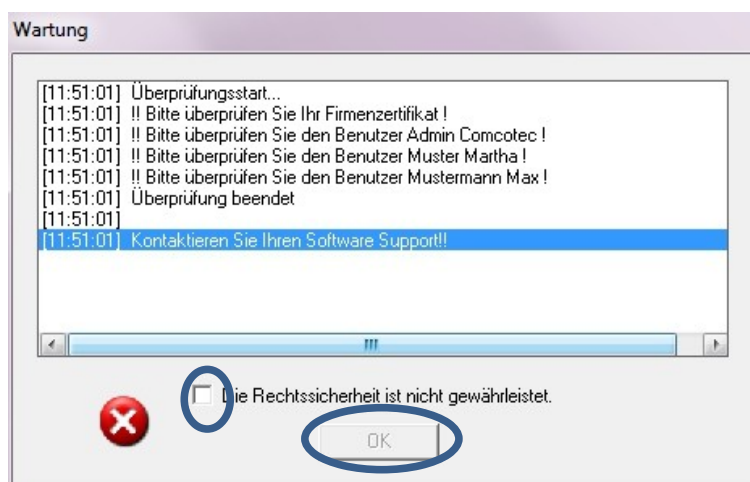 Wartung
[11:51:01] Überprüfungsstart...
[11:51:01] !! Bitte überprüfen Sie Ihr Firmenzertifikat !
[11:51:01] !! Bitte überprüfen Sie den Benutzer Admin Comcotec !
[11:51:01] !! Bitte überprüfen Sie den Benutzer Muster Martha !
[11:51:01] !! Bitte überprüfen Sie den Benutzer Mustermann Max !
[11:51:01] Überprüfung beendet
[11:51:01]
[11:51:01] Kontaktieren Sie Ihren Software Support!!
Die Rechtssicherheit ist nicht gewährleistet.
OK